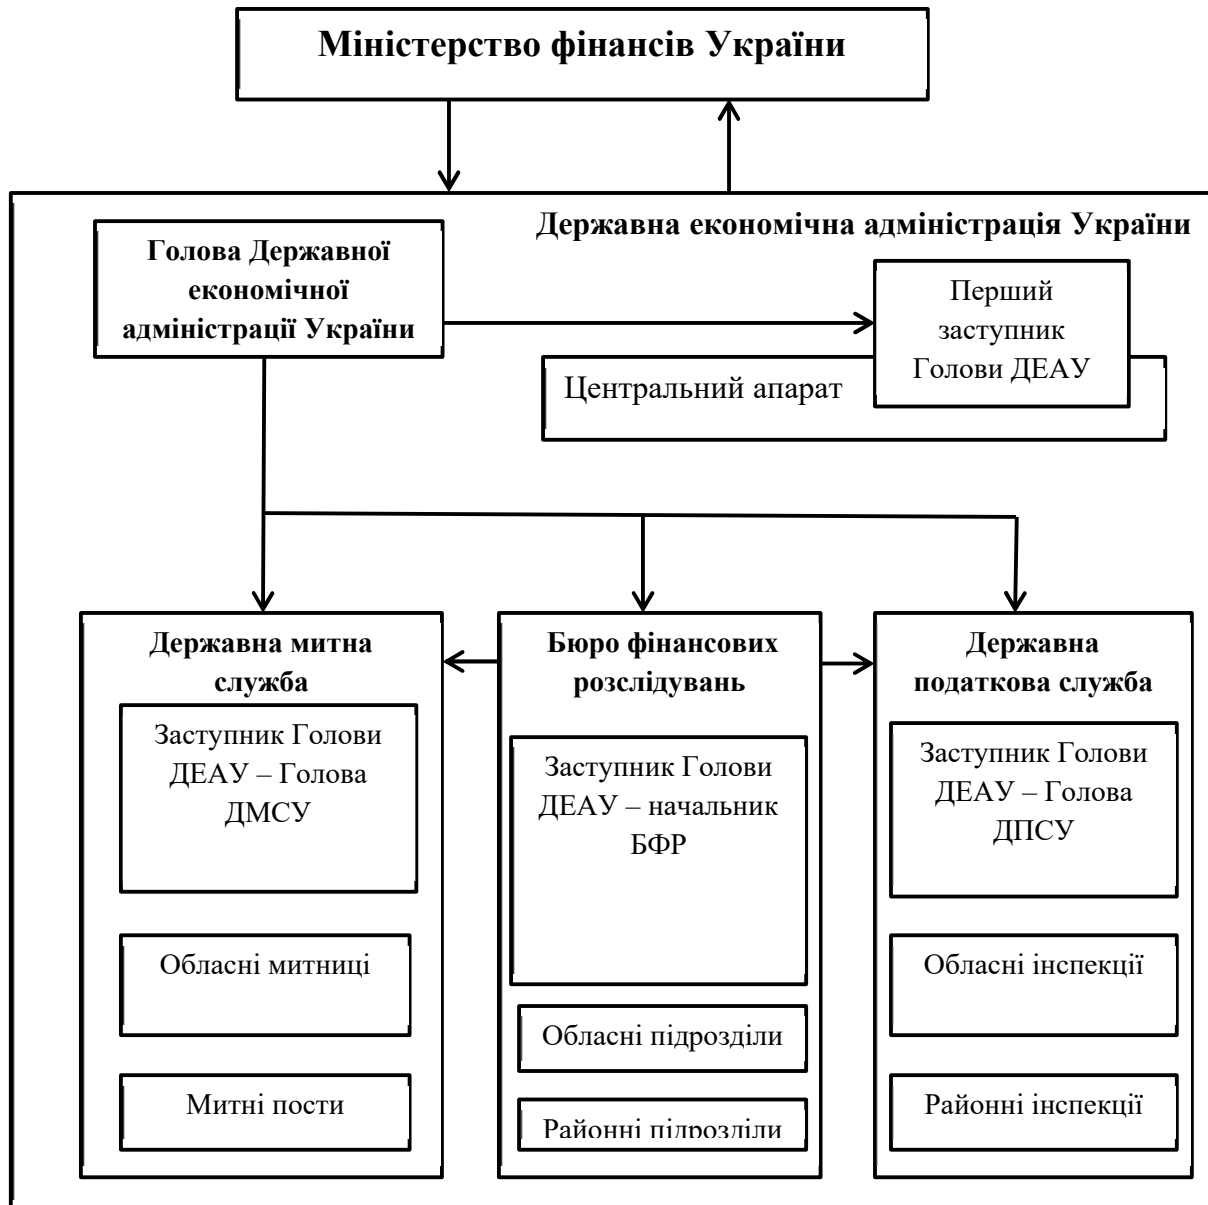 Міністерство фінансів України
Державна економічна адміністрація України
Голова Державної
економічної
адміністрації України
Перший
заступник
Голови ДЕАУ
Центральний апарат
Державна митна
служба
Заступник Голови
ДЕАУ – Голова
ДМСУ
Обласні митниці
Митні пости
Бюро фінансових
розслідувань
Заступник Голови
ДЕАУ – начальник
БФР
Обласні підрозділи
Районні підрозділи
Державна
податкова служба
Заступник Голови
ДЕАУ – Голова
ДПСУ
Обласні інспекції
Районні інспекції